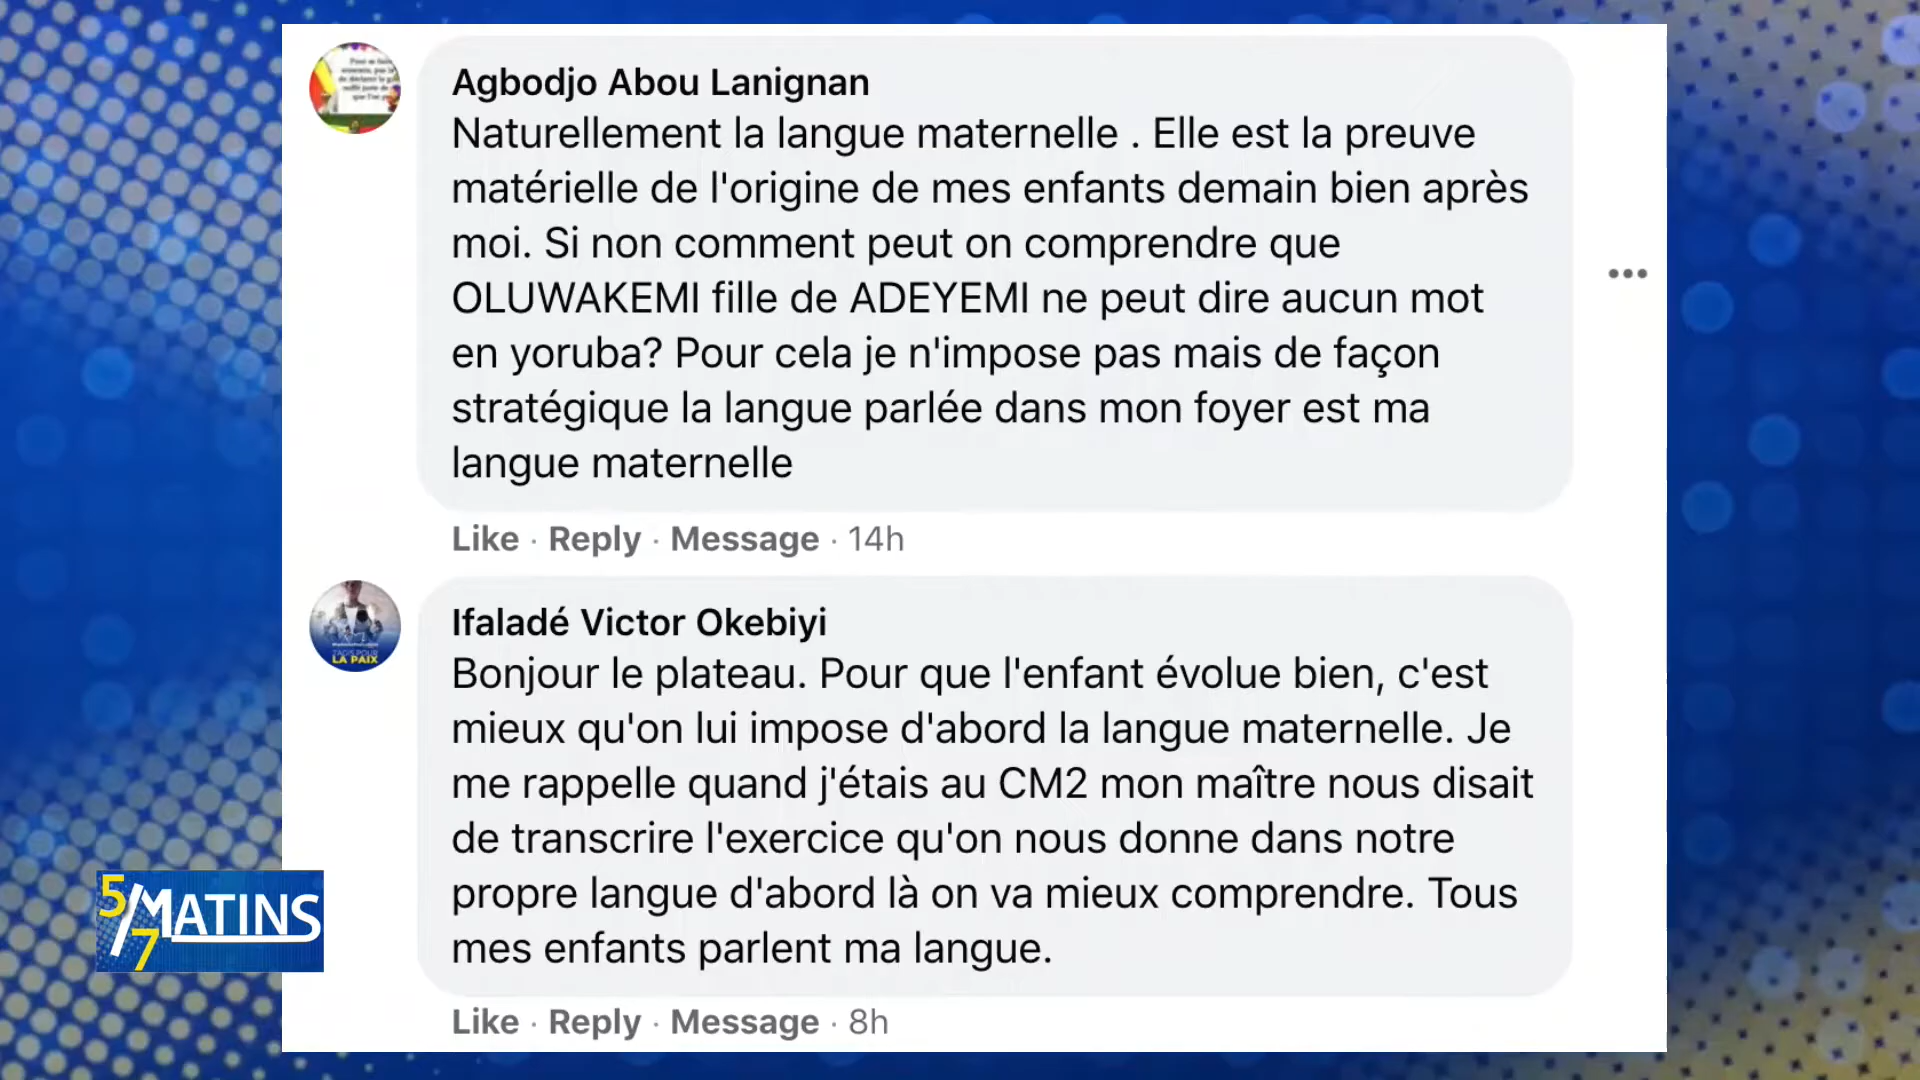 Agbodjo Abou Lanignan
Naturellement la langue maternelle . Elle est la preuve
matérielle de l'origine de mes enfants demain bien après
moi. Si non comment peut on comprendre que
OLUWAKEMI fille de ADEYEMI ne peut dire aucun mot
en yoruba? Pour cela je n'impose pas mais de façon
stratégique la langue parlée dans mon foyer est ma
langue maternelle
Like · Reply · Message · 14h
Ifaladé Victor Okebiyi
Bonjour le plateau. Pour que l'enfant évolue bien, c'est
mieux qu'on lui impose d'abord la langue maternelle. Je
me rappelle quand j'étais au CM2 mon maître nous disait
de transcrire l'exercice qu'on nous donne dans notre
propre langue d'abord là on va mieux comprendre. Tous
mes enfants parlent ma langue.
Like · Reply · Message · 8h
LA PAIX
5/7 MATINS